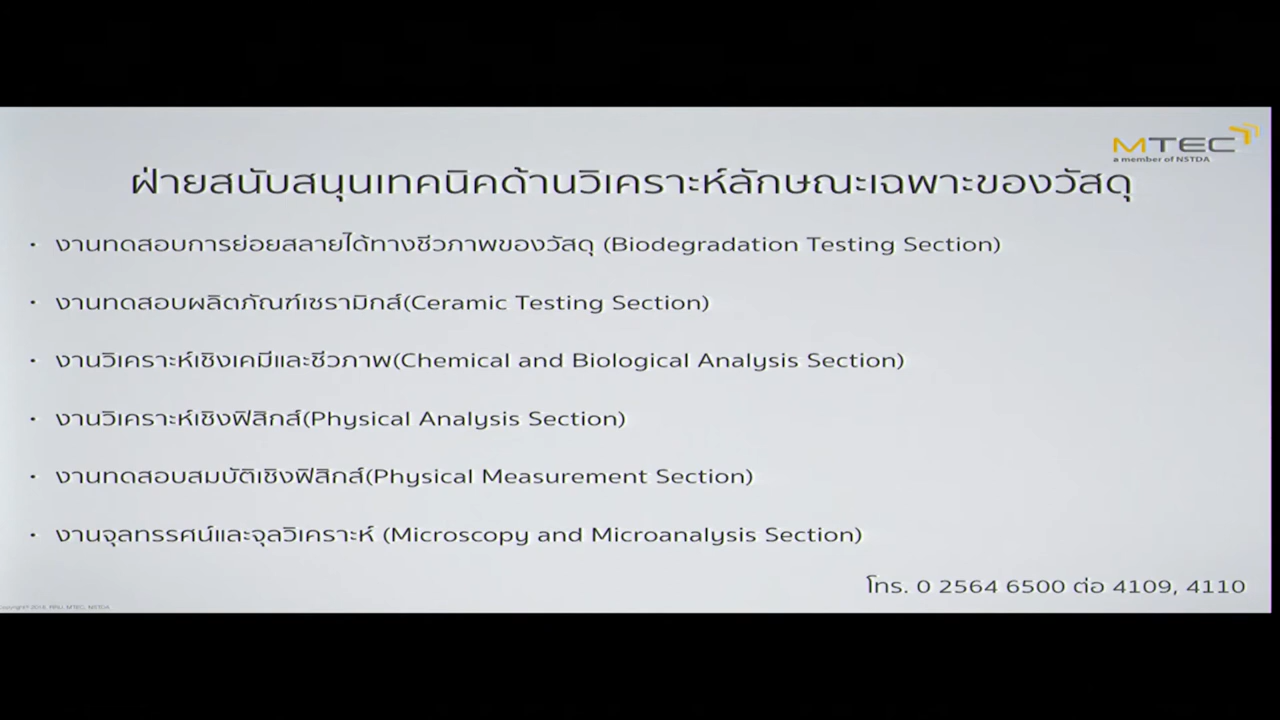 MTEC
a member of NSTDA
ฝ่ายสนับสนุนเทคนิคด้านวิเคราะห์ลักษณะเฉพาะของวัสดุ
• งานทดสอบการย่อยสลายได้ทางชีวภาพของวัสดุ (Biodegradation Testing Section)
• งานทดสอบผลิตภัณฑ์เซรามิกส์(Ceramic Testing Section)
• งานวิเคราะห์เชิงเคมีและชีวภาพ(Chemical and Biological Analysis Section)
• งานวิเคราะห์เชิงฟิสิกส์(Physical Analysis Section)
• งานทดสอบสมบัติเชิงฟิสิกส์(Physical Measurement Section)
• งานจุลทรรศน์และจุลวิเคราะห์ (Microscopy and Microanalysis Section)
โทร. 0 2564 6500 ต่อ 4109, 4110
MTEC, NSTDA